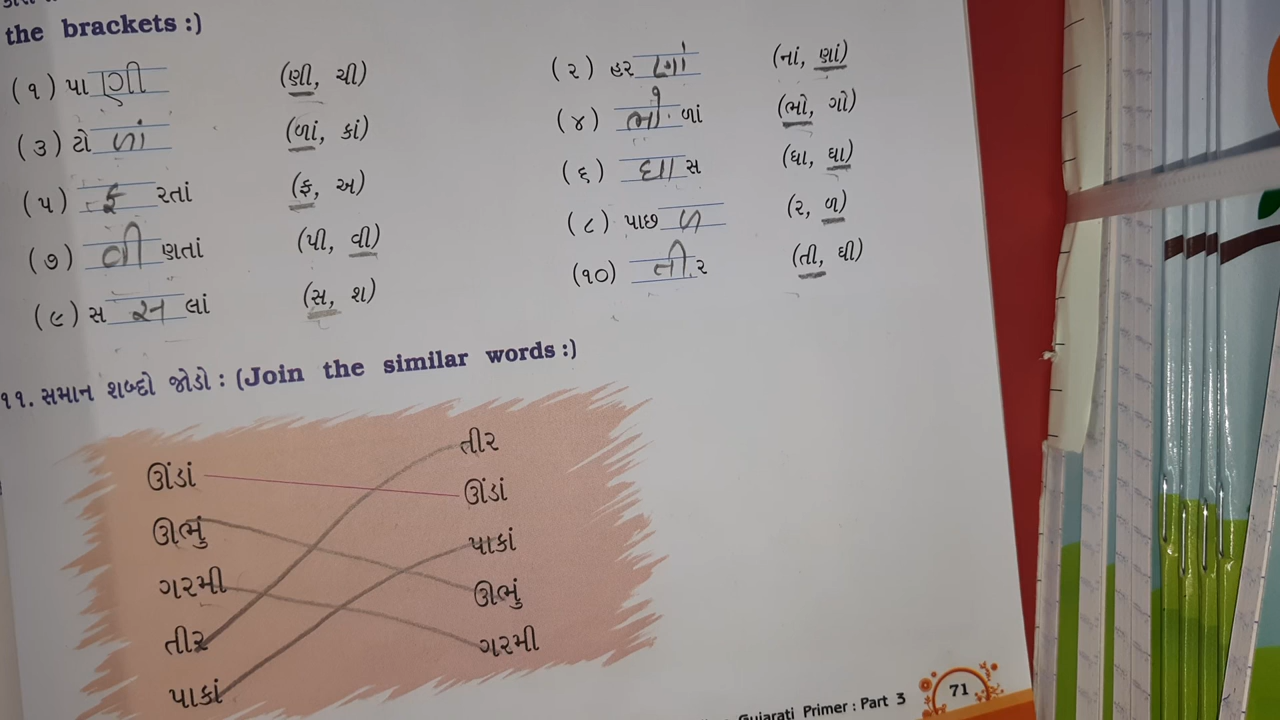 the brackets :)
(૧) પાણી (ણી, ચી) (૨) હરણાં (નાં, ણાં)
(૩) ટોળાં (ળાં, કાં) (૪) ભોળાં (ભો, ગો)
(૫) ફરતાં (ફ, અ) (૬) ઘાસ (ધા, ઘા)
(૭) વીણતાં (પી, વી) (૮) પાછળ (ર, ળ)
(૯) સસલાં (સ, શ) (૧૦) તીર (તી, ઘી)
૧૧. સમાન શબ્દો જોડો : (Join the similar words :)
ઊંડાં તીર
ઊભું ઊંડાં
ગરમી પાકાં
તીર ઊભું
પાકાં ગરમી
Gujarati Primer : Part 3 71